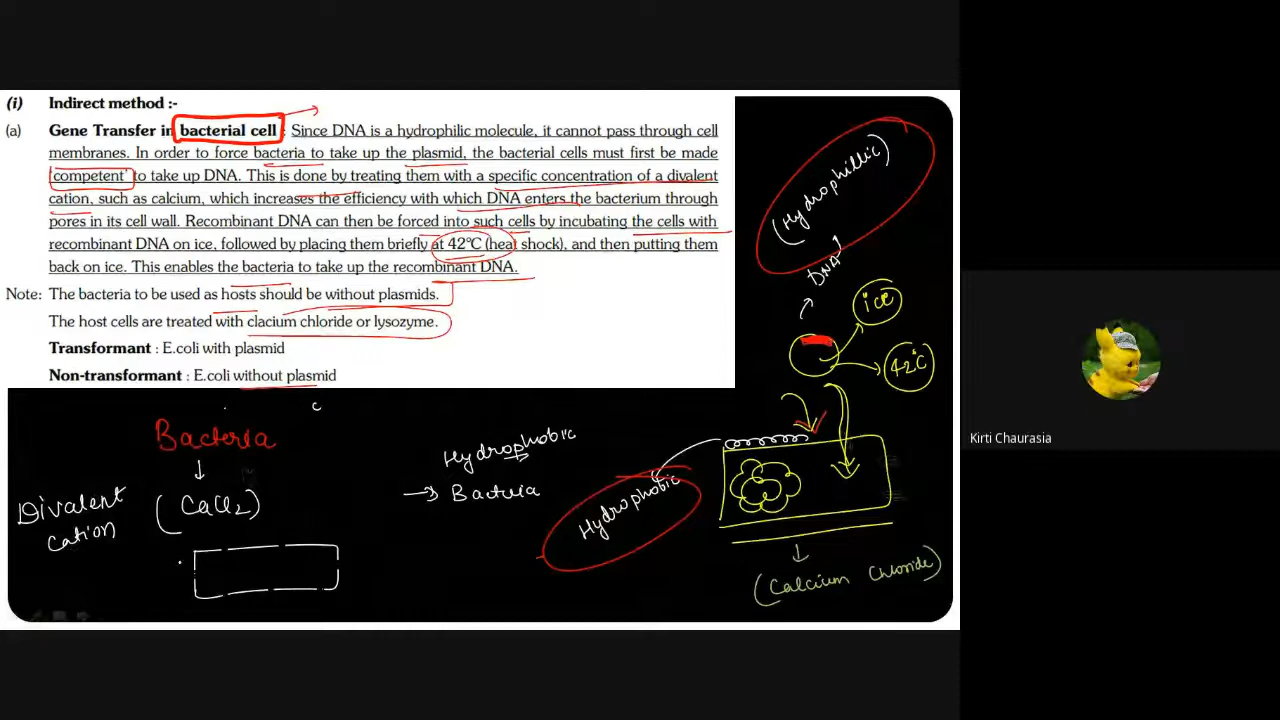 (i) Indirect method :-
(a) Gene Transfer in bacterial cell : Since DNA is a hydrophilic molecule, it cannot pass through cell
membranes. In order to force bacteria to take up the plasmid, the bacterial cells must first be made
'competent' to take up DNA. This is done by treating them with a specific concentration of a divalent
cation, such as calcium, which increases the efficiency with which DNA enters the bacterium through
pores in its cell wall. Recombinant DNA can then be forced into such cells by incubating the cells with
recombinant DNA on ice, followed by placing them briefly at 42°C (heat shock), and then putting them
back on ice. This enables the bacteria to take up the recombinant DNA.
Note: The bacteria to be used as hosts should be without plasmids.
The host cells are treated with clacium chloride or lysozyme.
Transformant : E.coli with plasmid
Non-transformant : E.coli without plasmid
(Hydrophillic)
DNA
ice
42°C
Bacteria
(CaCl2)
Divalent
cation
Hydrophobic
→ Bacturia
Hydrophobic
(Calcium Chloride)
Kirti Chaurasia